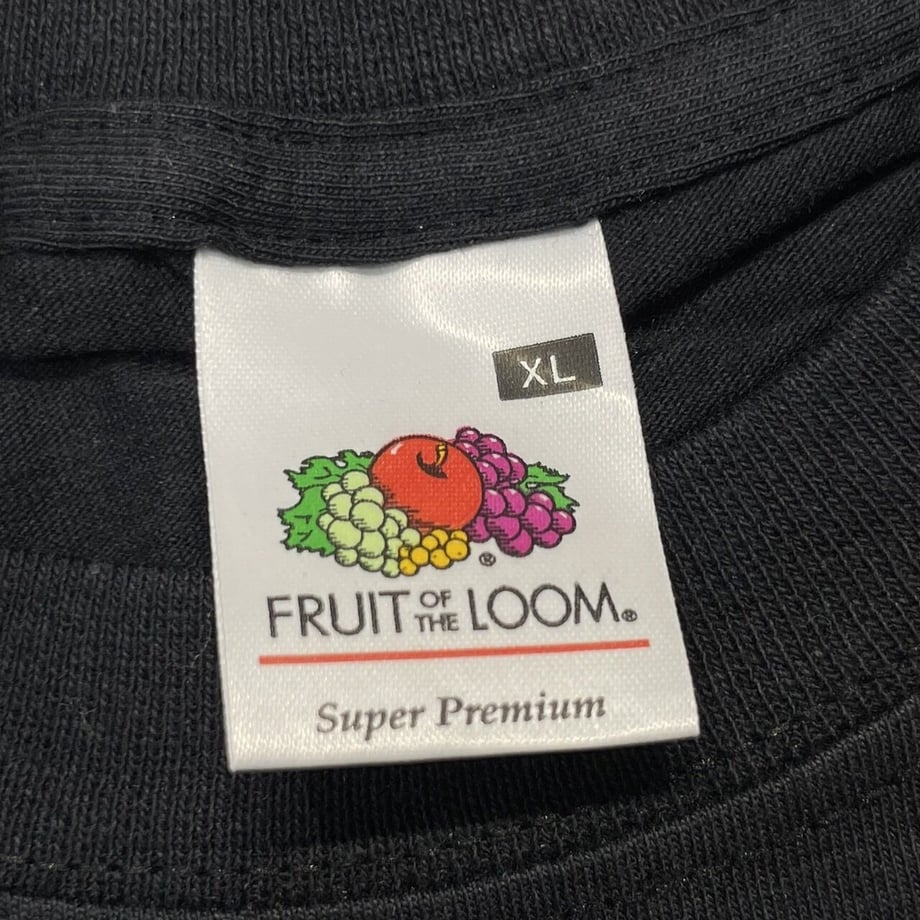 XL
®
FRUIT OF THE LOOM®
Super Premium